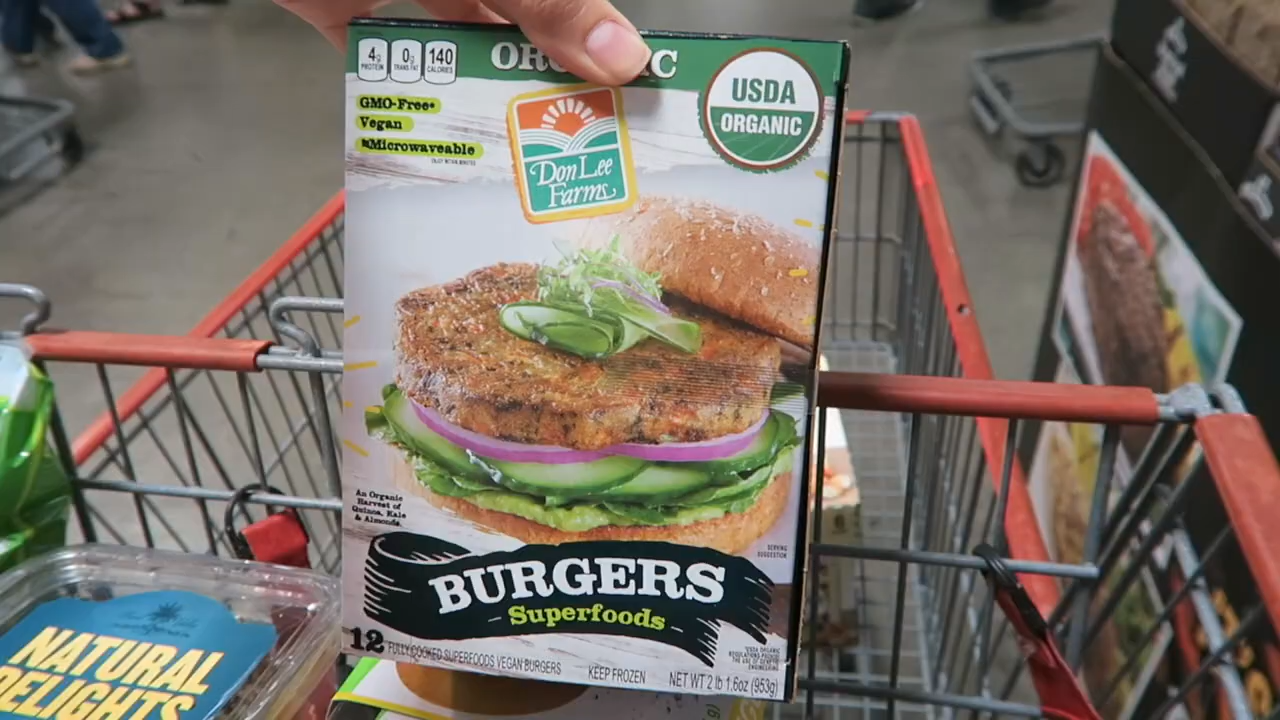 ORGANIC
4g 0g 140
PROTEIN TRANS FAT CALORIES
GMO-Free*
Vegan
Microwaveable
USDA
ORGANIC
Don Lee
Farms
An Organic
Harvest of
Quinoa, Kale
& Almonds.
SERVING
SUGGESTION
BURGERS
- Superfoods -
12 FULLY COOKED SUPERFOODS VEGAN BURGERS
KEEP FROZEN
NET WT 2 lb 1.6oz (953g)
NATURAL
DELIGHTS